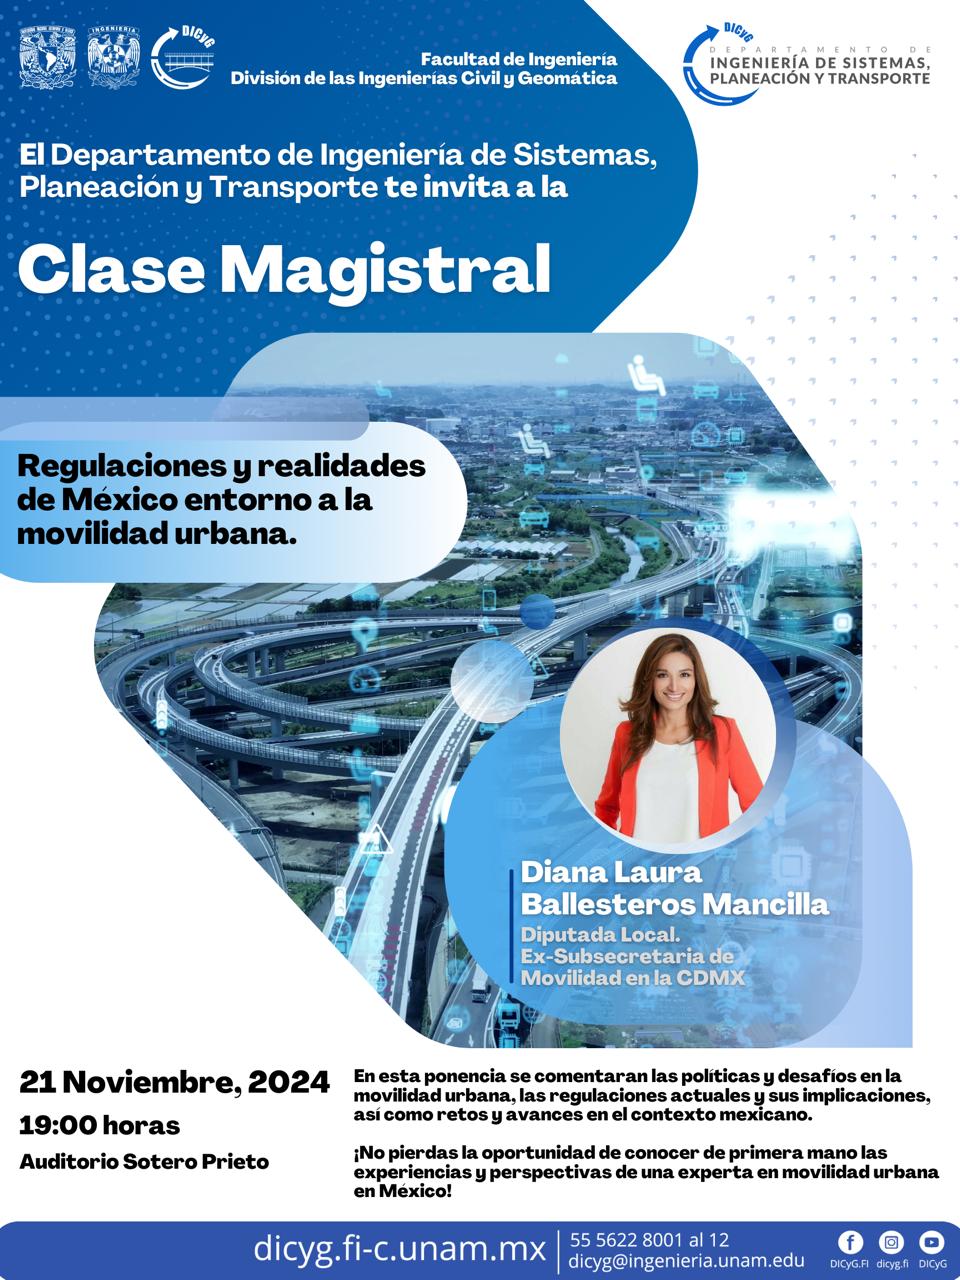 INGENIERIA
DICyG
Facultad de Ingeniería
División de las Ingenierías Civil y Geomática
DICyG
DEPARTAMENTO DE
INGENIERÍA DE SISTEMAS,
PLANEACIÓN Y TRANSPORTE
El Departamento de Ingeniería de Sistemas,
Planeación y Transporte te invita a la
Clase Magistral
Regulaciones y realidades
de México entorno a la
movilidad urbana.
Diana Laura
Ballesteros Mancilla
Diputada Local.
Ex-Subsecretaria de
Movilidad en la CDMX
21 Noviembre, 2024
19:00 horas
Auditorio Sotero Prieto
En esta ponencia se comentaran las políticas y desafíos en la
movilidad urbana, las regulaciones actuales y sus implicaciones,
así como retos y avances en el contexto mexicano.
¡No pierdas la oportunidad de conocer de primera mano las
experiencias y perspectivas de una experta en movilidad urbana
en México!
dicyg.fi-c.unam.mx
55 5622 8001 al 12
dicyg@ingenieria.unam.edu
DICyG.FI dicyg.fi DICyG